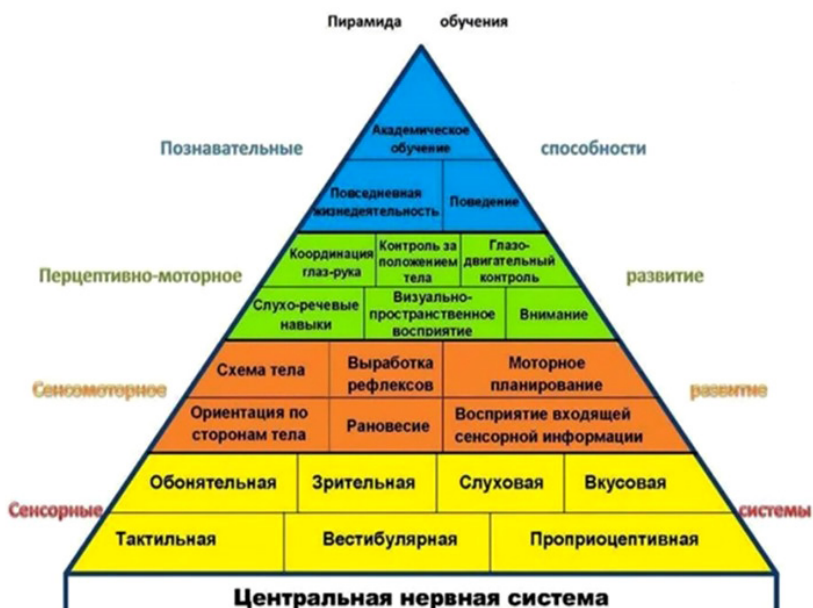 Пирамида обучения
Академическое
обучение
Познавательные способности
Повседневная
жизнедеятельность
Поведение
Координация
глаз-рука
Контроль за
положением
тела
Глазо-
двигательный
контроль
Перцептивно-моторное развитие
Слухо-речевые
навыки
Визуально-
пространственное
восприятие
Внимание
Схема тела
Выработка
рефлексов
Моторное
планирование
Сенсомоторное развитие
Ориентация по
сторонам тела
Рановесие
Восприятие входящей
сенсорной информации
Обонятельная
Зрительная
Слуховая
Вкусовая
Сенсорные системы
Тактильная
Вестибулярная
Проприоцептивная
Центральная нервная система